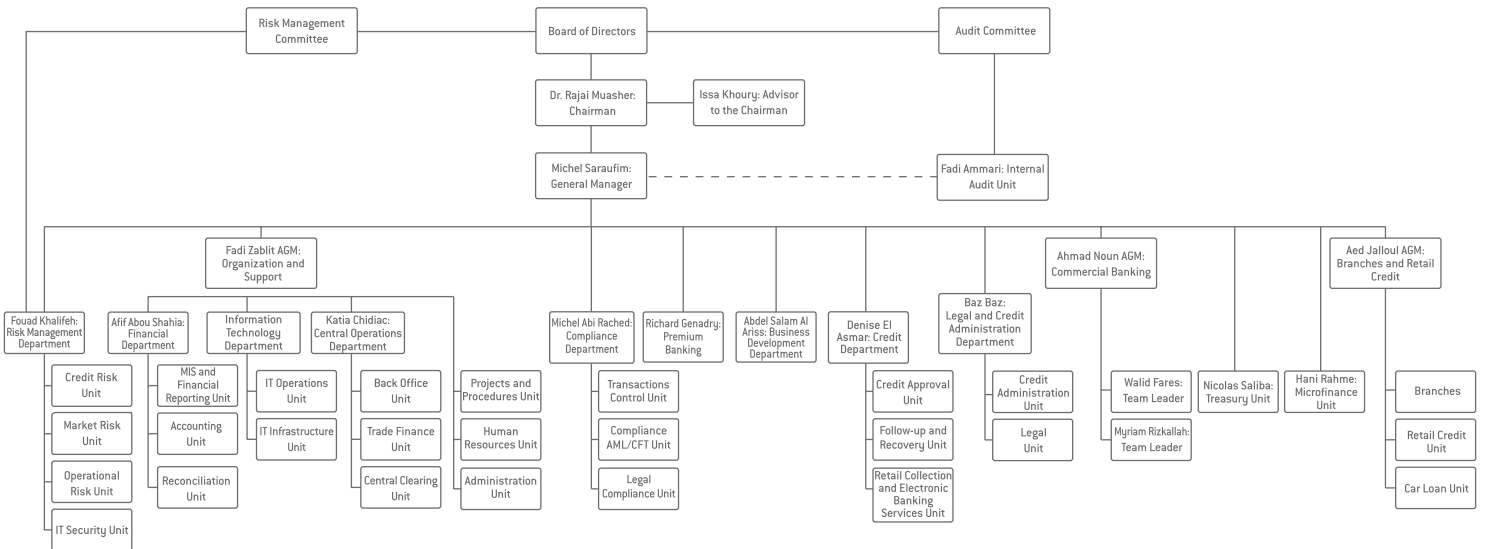 Risk Management
Committee
Board of Directors
Audit Committee
Dr. Rajai Muasher:
Chairman
Issa Khoury: Advisor
to the Chairman
Michel Saraufim:
General Manager
Fadi Ammari: Internal
Audit Unit
Fadi Zablit AGM:
Organization and
Support
Ahmad Noun AGM:
Commercial Banking
Aed Jalloul AGM:
Branches and Retail
Credit
Fouad Khalifeh:
Risk Management
Department
Afif Abou Shahia:
Financial
Department
Information
Technology
Department
Katia Chidiac:
Central Operations
Department
Michel Abi Rached:
Compliance
Department
Richard Genadry:
Premium
Banking
Abdel Salam Al
Ariss: Business
Development
Department
Denise El
Asmar: Credit
Department
Baz Baz:
Legal and Credit
Administration
Department
Credit Risk
Unit
Market Risk
Unit
Operational
Risk Unit
IT Security Unit
MIS and
Financial
Reporting Unit
Accounting
Unit
Reconciliation
Unit
IT Operations
Unit
IT Infrastructure
Unit
Back Office
Unit
Trade Finance
Unit
Central Clearing
Unit
Projects and
Procedures Unit
Human
Resources Unit
Administration
Unit
Transactions
Control Unit
Compliance
AML/CFT Unit
Legal
Compliance Unit
Credit Approval
Unit
Follow-up and
Recovery Unit
Retail Collection
and Electronic
Banking
Services Unit
Credit
Administration
Unit
Legal
Unit
Walid Fares:
Team Leader
Myriam Rizkallah:
Team Leader
Nicolas Saliba:
Treasury Unit
Hani Rahme:
Microfinance
Unit
Branches
Retail Credit
Unit
Car Loan Unit